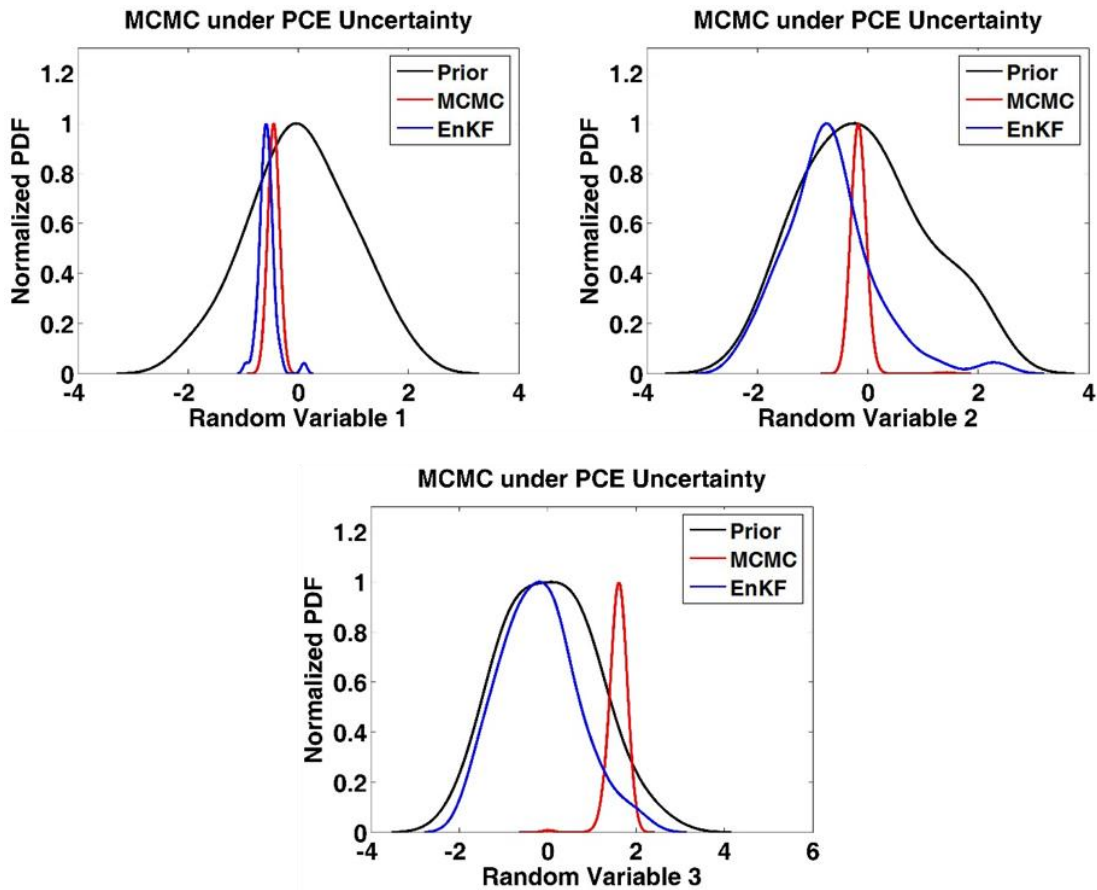 MCMC under PCE Uncertainty
Normalized PDF
1.2
1
0.8
0.6
0.4
0.2
0
-4
-2
0
2
4
Random Variable 1
Prior
MCMC
EnKF
MCMC under PCE Uncertainty
Normalized PDF
1.2
1
0.8
0.6
0.4
0.2
0
-4
-2
0
2
4
Random Variable 2
Prior
MCMC
EnKF
MCMC under PCE Uncertainty
Normalized PDF
1.2
1
0.8
0.6
0.4
0.2
0
-4
-2
0
2
4
6
Random Variable 3
Prior
MCMC
EnKF